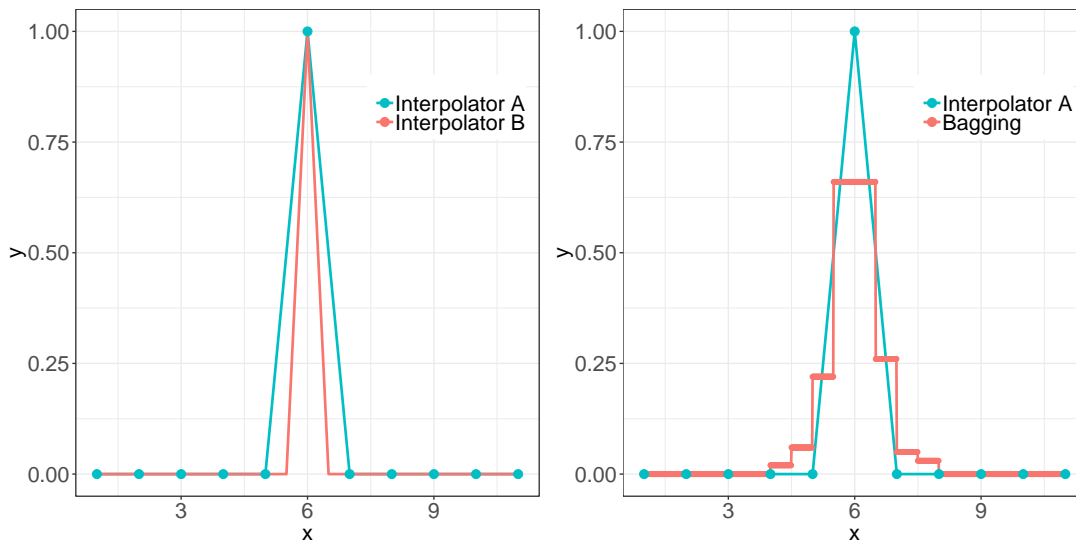 1.00
0.75
0.50
0.25
0.00
y
3
6
9
x
Interpolator A
Interpolator B
1.00
0.75
0.50
0.25
0.00
y
3
6
9
x
Interpolator A
Bagging